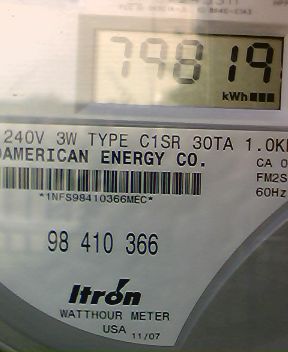 79819
kWh
240V 3W TYPE C1SR 30TA 1.0K
DAMERICAN ENERGY CO.
CA 0
FM2S
60Hz
*1NFS98410366MEC*
98 410 366
Itron
WATTHOUR METER
USA 11/07